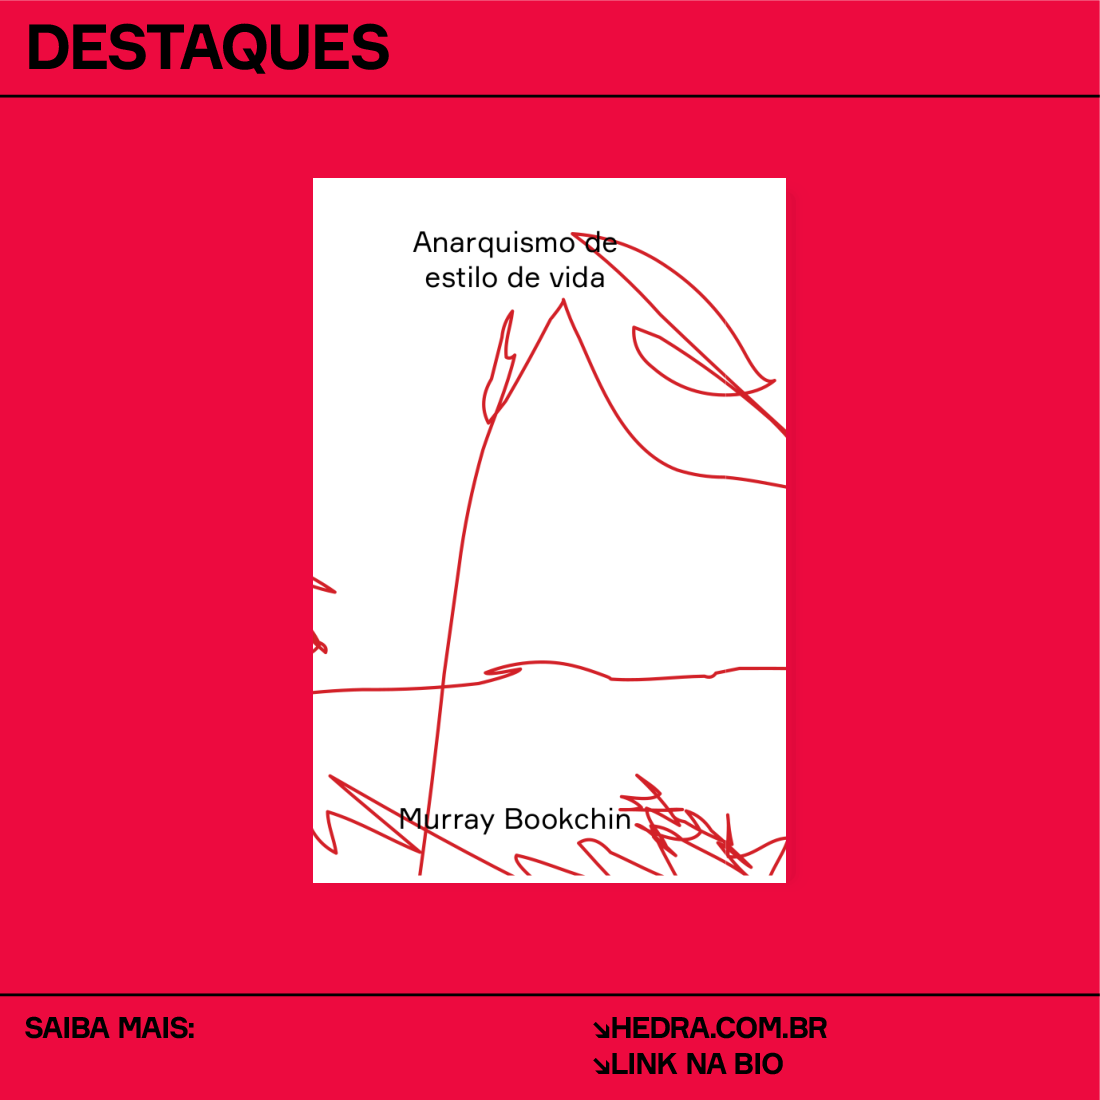 DESTAQUES
Anarquismo de
estilo de vida
Murray Bookchin
SAIBA MAIS:
↘HEDRA.COM.BR
↘LINK NA BIO